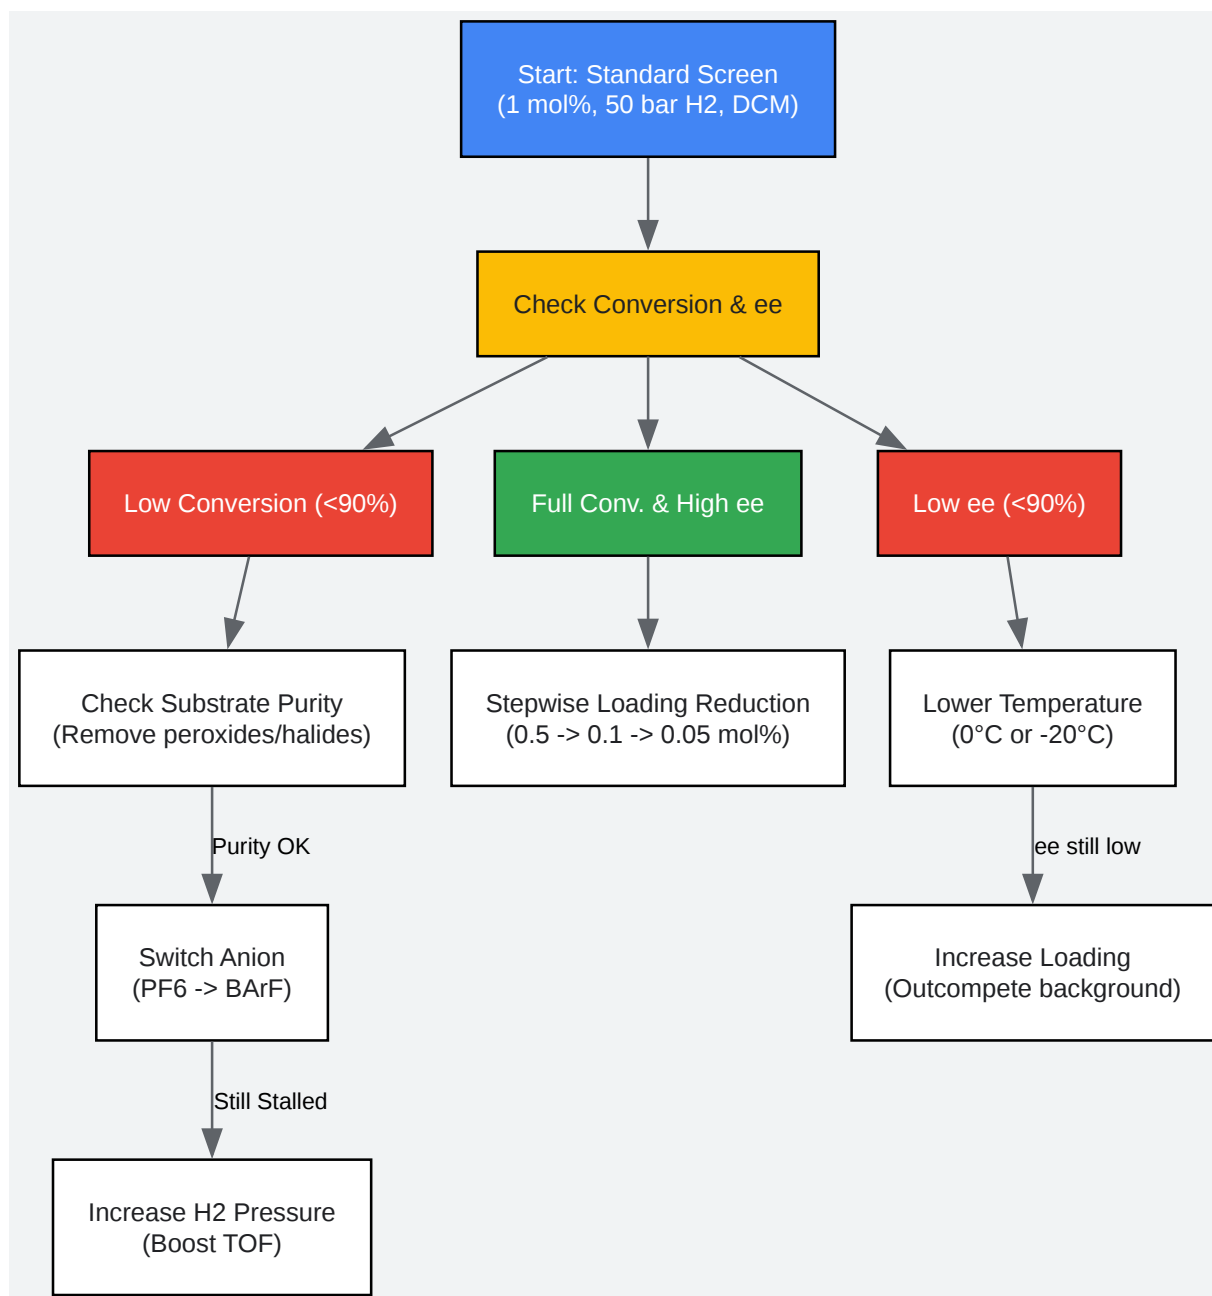 Start: Standard Screen
(1 mol%, 50 bar H2, DCM)
Check Conversion & ee
Low Conversion (<90%)
Full Conv. & High ee
Low ee (<90%)
Check Substrate Purity
(Remove peroxides/halides)
Stepwise Loading Reduction
(0.5 -> 0.1 -> 0.05 mol%)
Lower Temperature
(0°C or -20°C)
Purity OK
ee still low
Switch Anion
(PF6 -> BArF)
Increase Loading
(Outcompete background)
Still Stalled
Increase H2 Pressure
(Boost TOF)